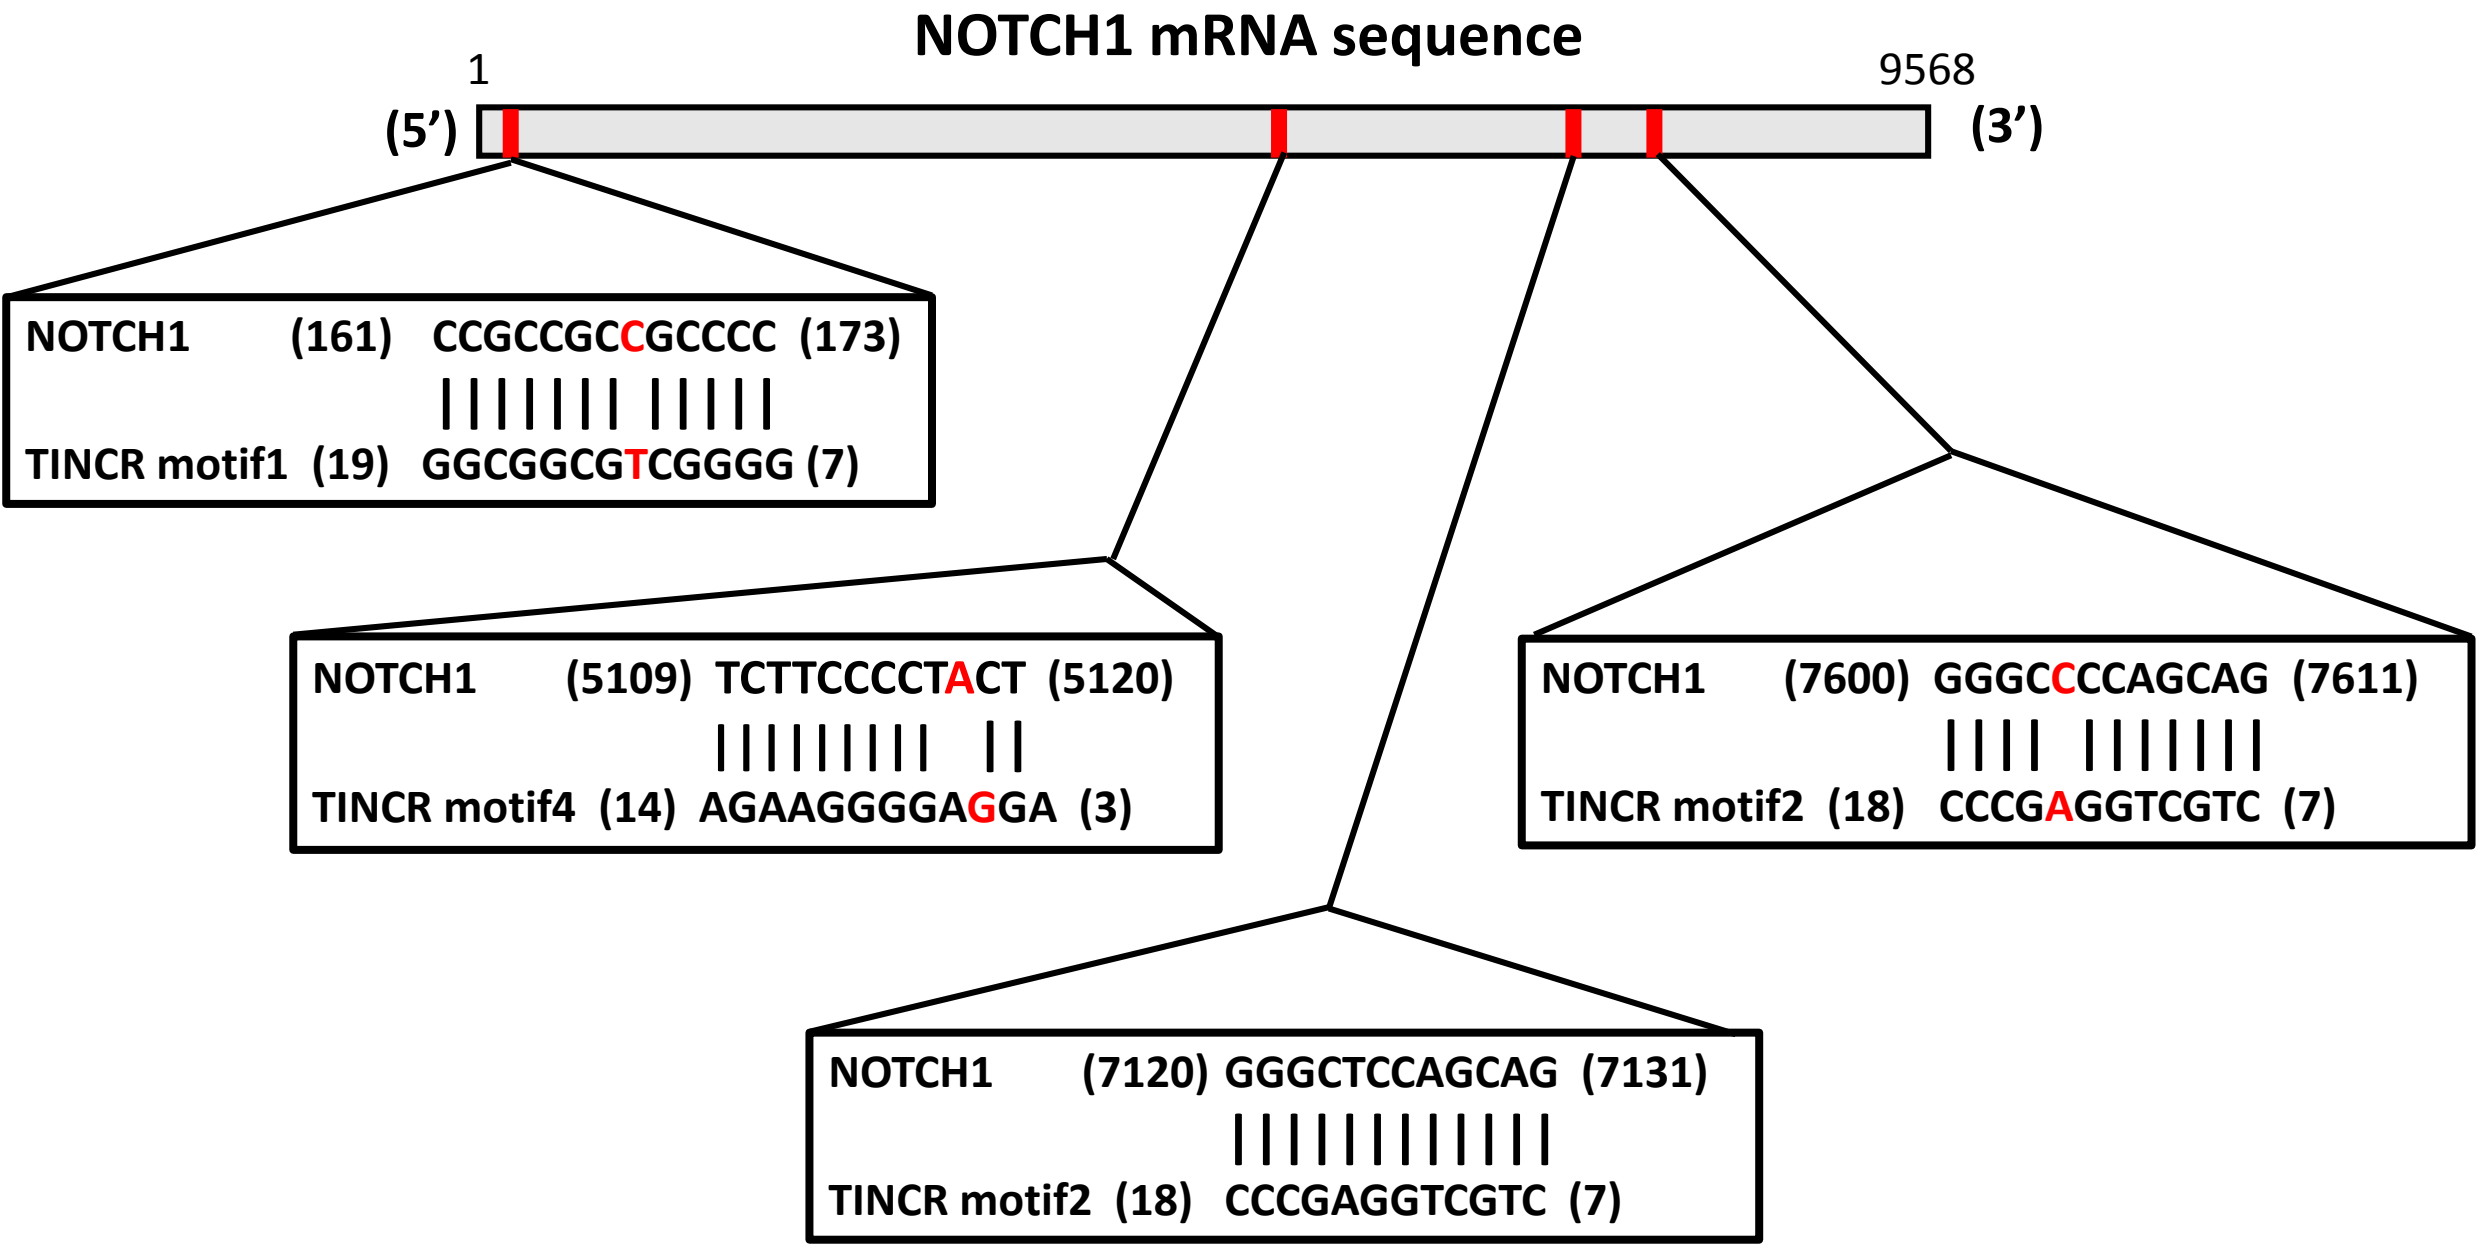 NOTCH1 mRNA sequence
1 9568
(5’) (3’)
NOTCH1 (161) CCGCCGCCGCCCC (173)
TINCR motif1 (19) GGCGGCGTCGGGG (7)
NOTCH1 (5109) TCTTCCCCTACT (5120)
TINCR motif4 (14) AGAAGGGGAGGA (3)
NOTCH1 (7600) GGGCCCCAGCAG (7611)
TINCR motif2 (18) CCCGAGGTCGTC (7)
NOTCH1 (7120) GGGCTCCAGCAG (7131)
TINCR motif2 (18) CCCGAGGTCGTC (7)